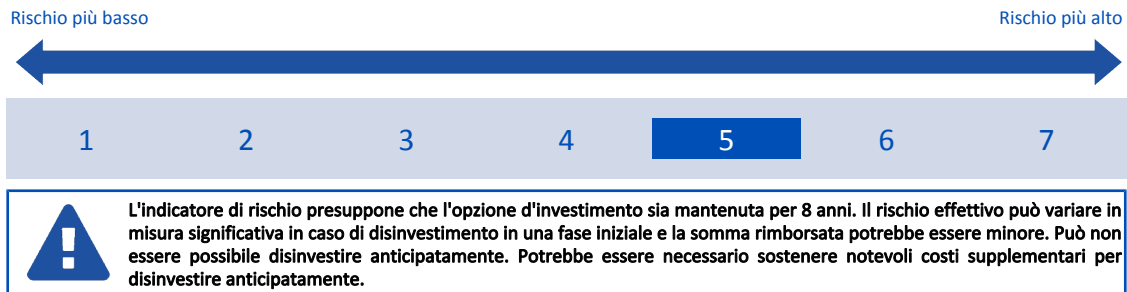 Rischio più basso Rischio più alto
1 2 3 4 5 6 7
L'indicatore di rischio presuppone che l'opzione d'investimento sia mantenuta per 8 anni. Il rischio effettivo può variare in
misura significativa in caso di disinvestimento in una fase iniziale e la somma rimborsata potrebbe essere minore. Può non
essere possibile disinvestire anticipatamente. Potrebbe essere necessario sostenere notevoli costi supplementari per
disinvestire anticipatamente.